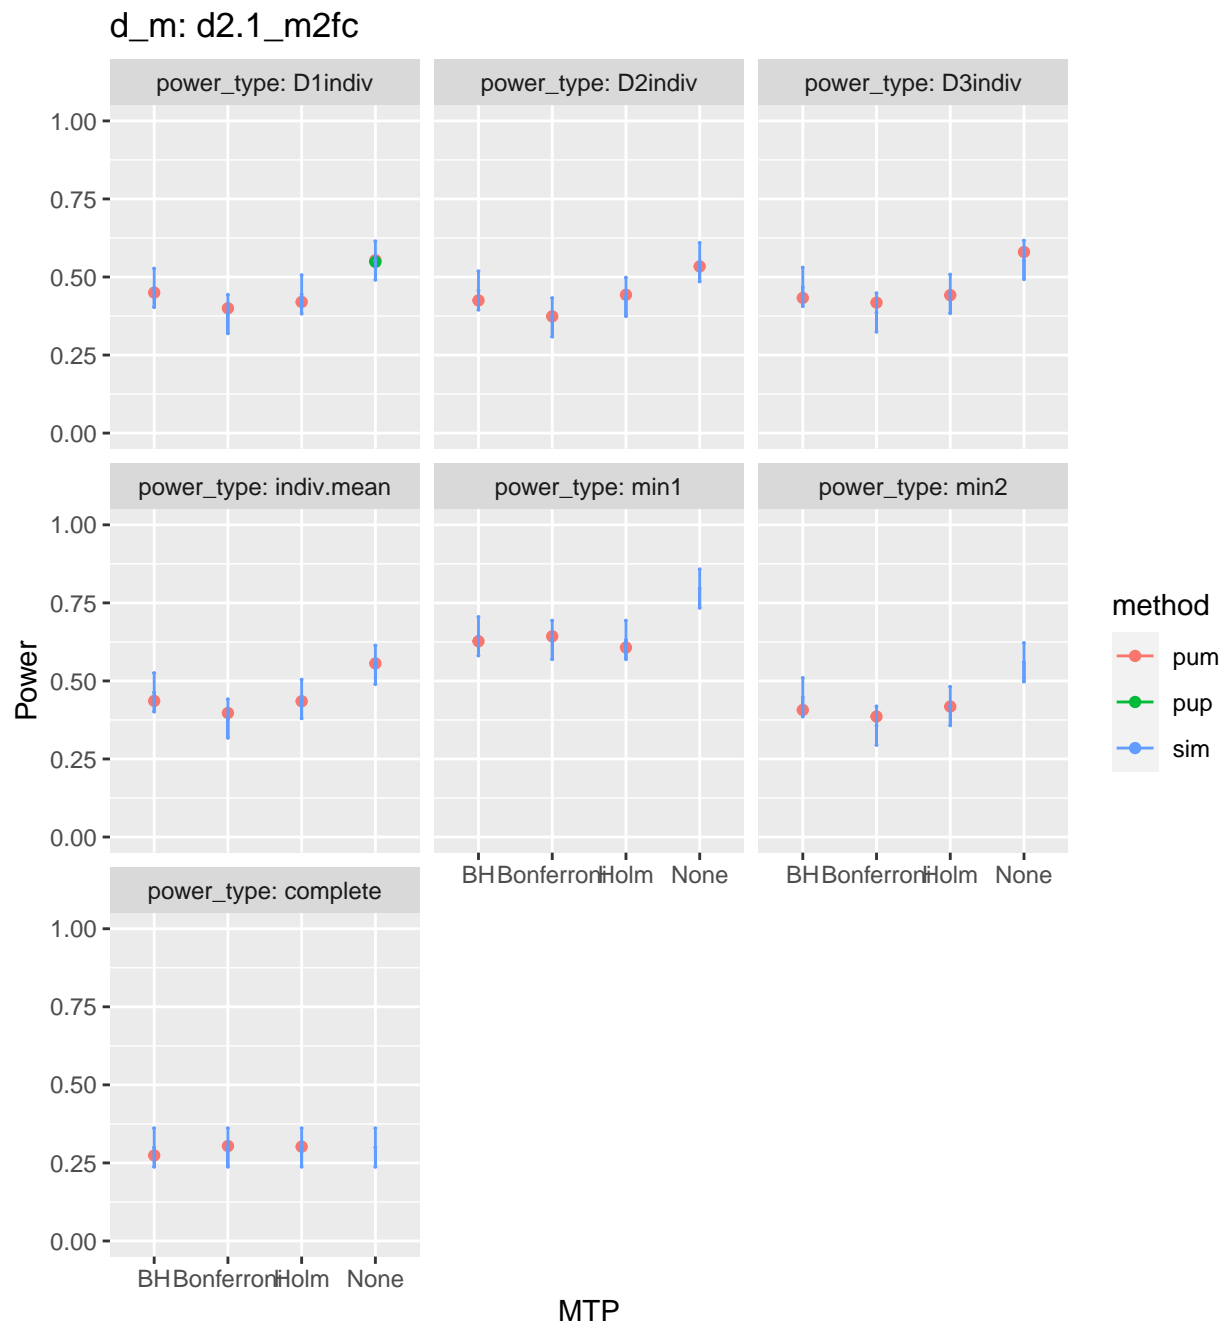 d_m: d2.1_m2fc
power_type: D1indiv
power_type: D2indiv
power_type: D3indiv
1.00
0.75
0.50
0.25
0.00
power_type: indiv.mean
power_type: min1
power_type: min2
1.00
0.75
0.50
0.25
0.00
BH Bonferroni Holm None
BH Bonferroni Holm None
power_type: complete
1.00
0.75
0.50
0.25
0.00
BH Bonferroni Holm None
Power
MTP
method
pum
pup
sim